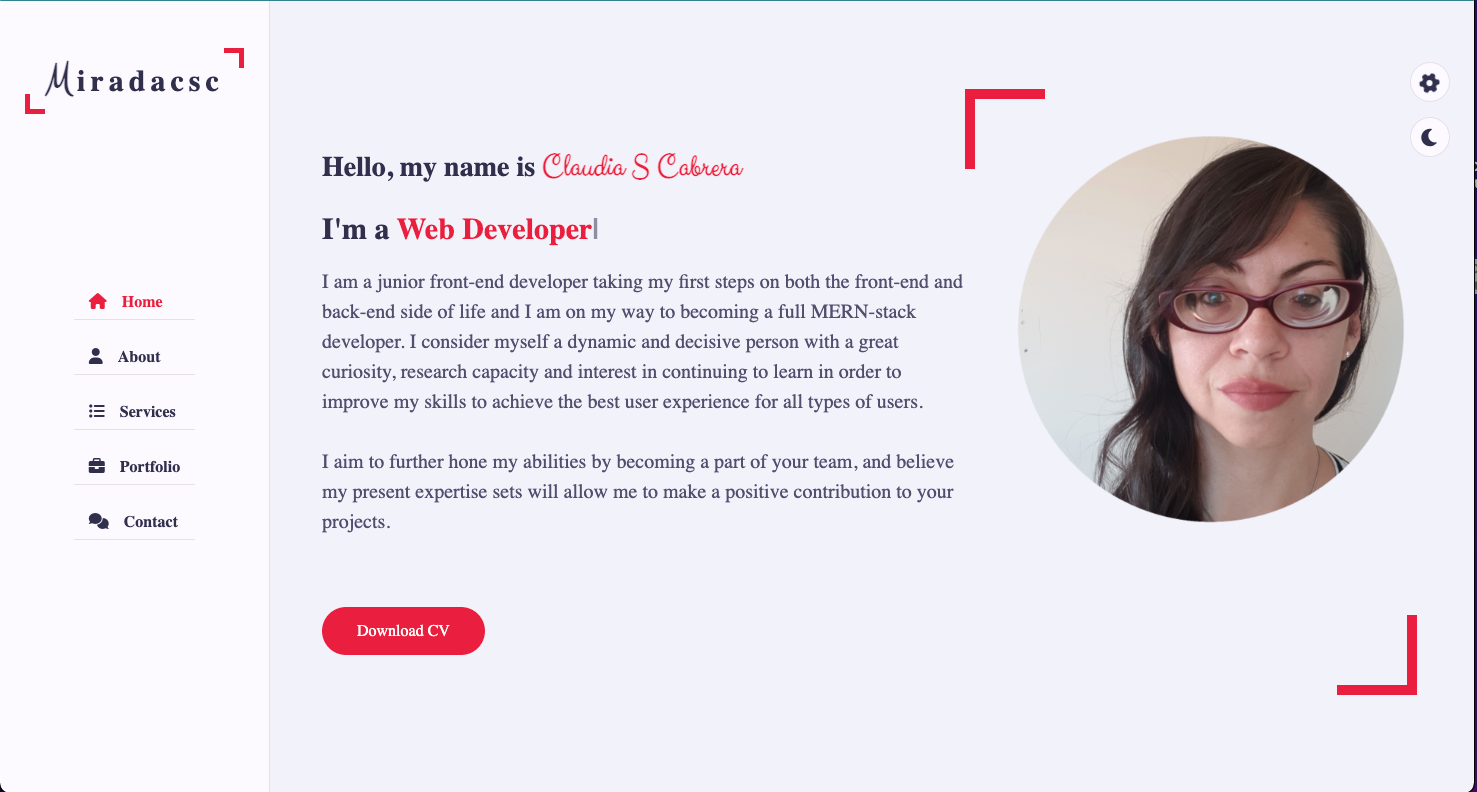 Miradacsc
Home
About
Services
Portfolio
Contact
Hello, my name is Claudia S Cabrera
I'm a Web Developer
I am a junior front-end developer taking my first steps on both the front-end and
back-end side of life and I am on my way to becoming a full MERN-stack
developer. I consider myself a dynamic and decisive person with a great
curiosity, research capacity and interest in continuing to learn in order to
improve my skills to achieve the best user experience for all types of users.
I aim to further hone my abilities by becoming a part of your team, and believe
my present expertise sets will allow me to make a positive contribution to your
projects.
Download CV